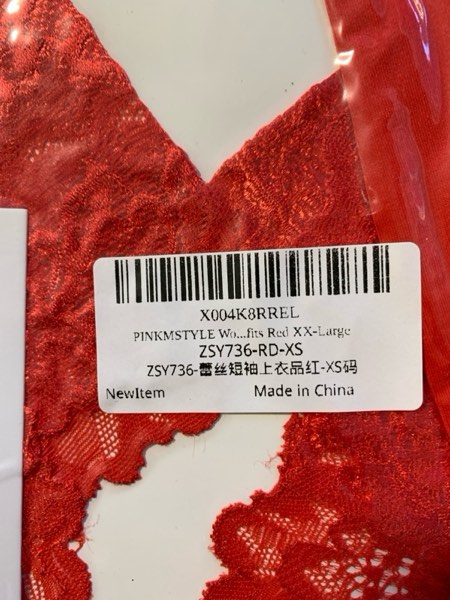 X004K8RREL
PINKMSTYLE Wo...fits Red XX-Large
ZSY736-RD-XS
ZSY736-蕾丝短袖上衣品红-XS码
NewItem Made in China